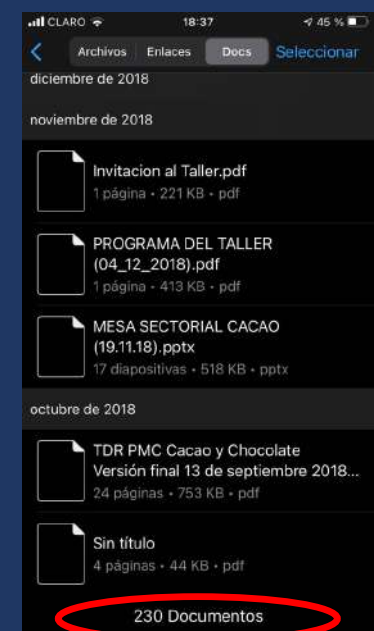 CLARO 18:37 45 %
Archivos Enlaces Docs Seleccionar
diciembre de 2018
noviembre de 2018
Invitacion al Taller.pdf
1 página • 221 KB • pdf
PROGRAMA DEL TALLER
(04_12_2018).pdf
1 página • 413 KB • pdf
MESA SECTORIAL CACAO
(19.11.18).pptx
17 diapositivas • 518 KB • pptx
octubre de 2018
TDR PMC Cacao y Chocolate
Versión final 13 de septiembre 2018...
24 páginas • 753 KB • pdf
Sin título
4 páginas • 44 KB • pdf
230 Documentos